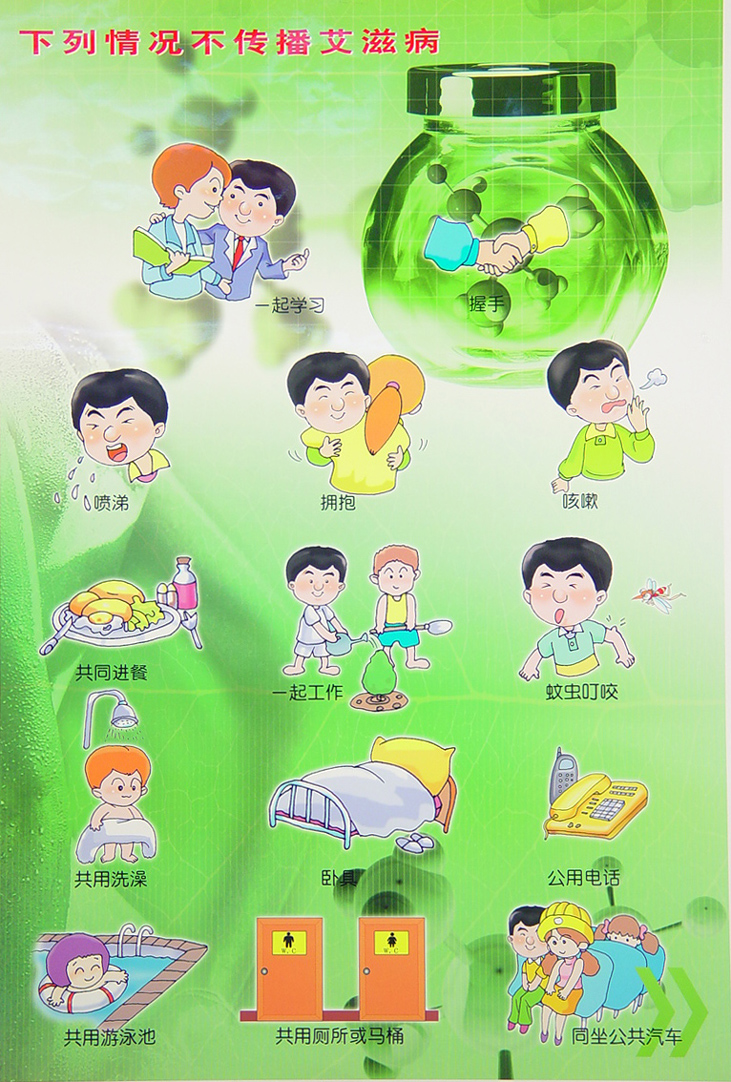 下列情况不传播艾滋病
一起学习
握手
喷涕
拥抱
咳嗽
共同进餐
一起工作
蚊虫叮咬
共用洗澡
卧具
公用电话
W.C
W.C
共用游泳池
共用厕所或马桶
同坐公共汽车